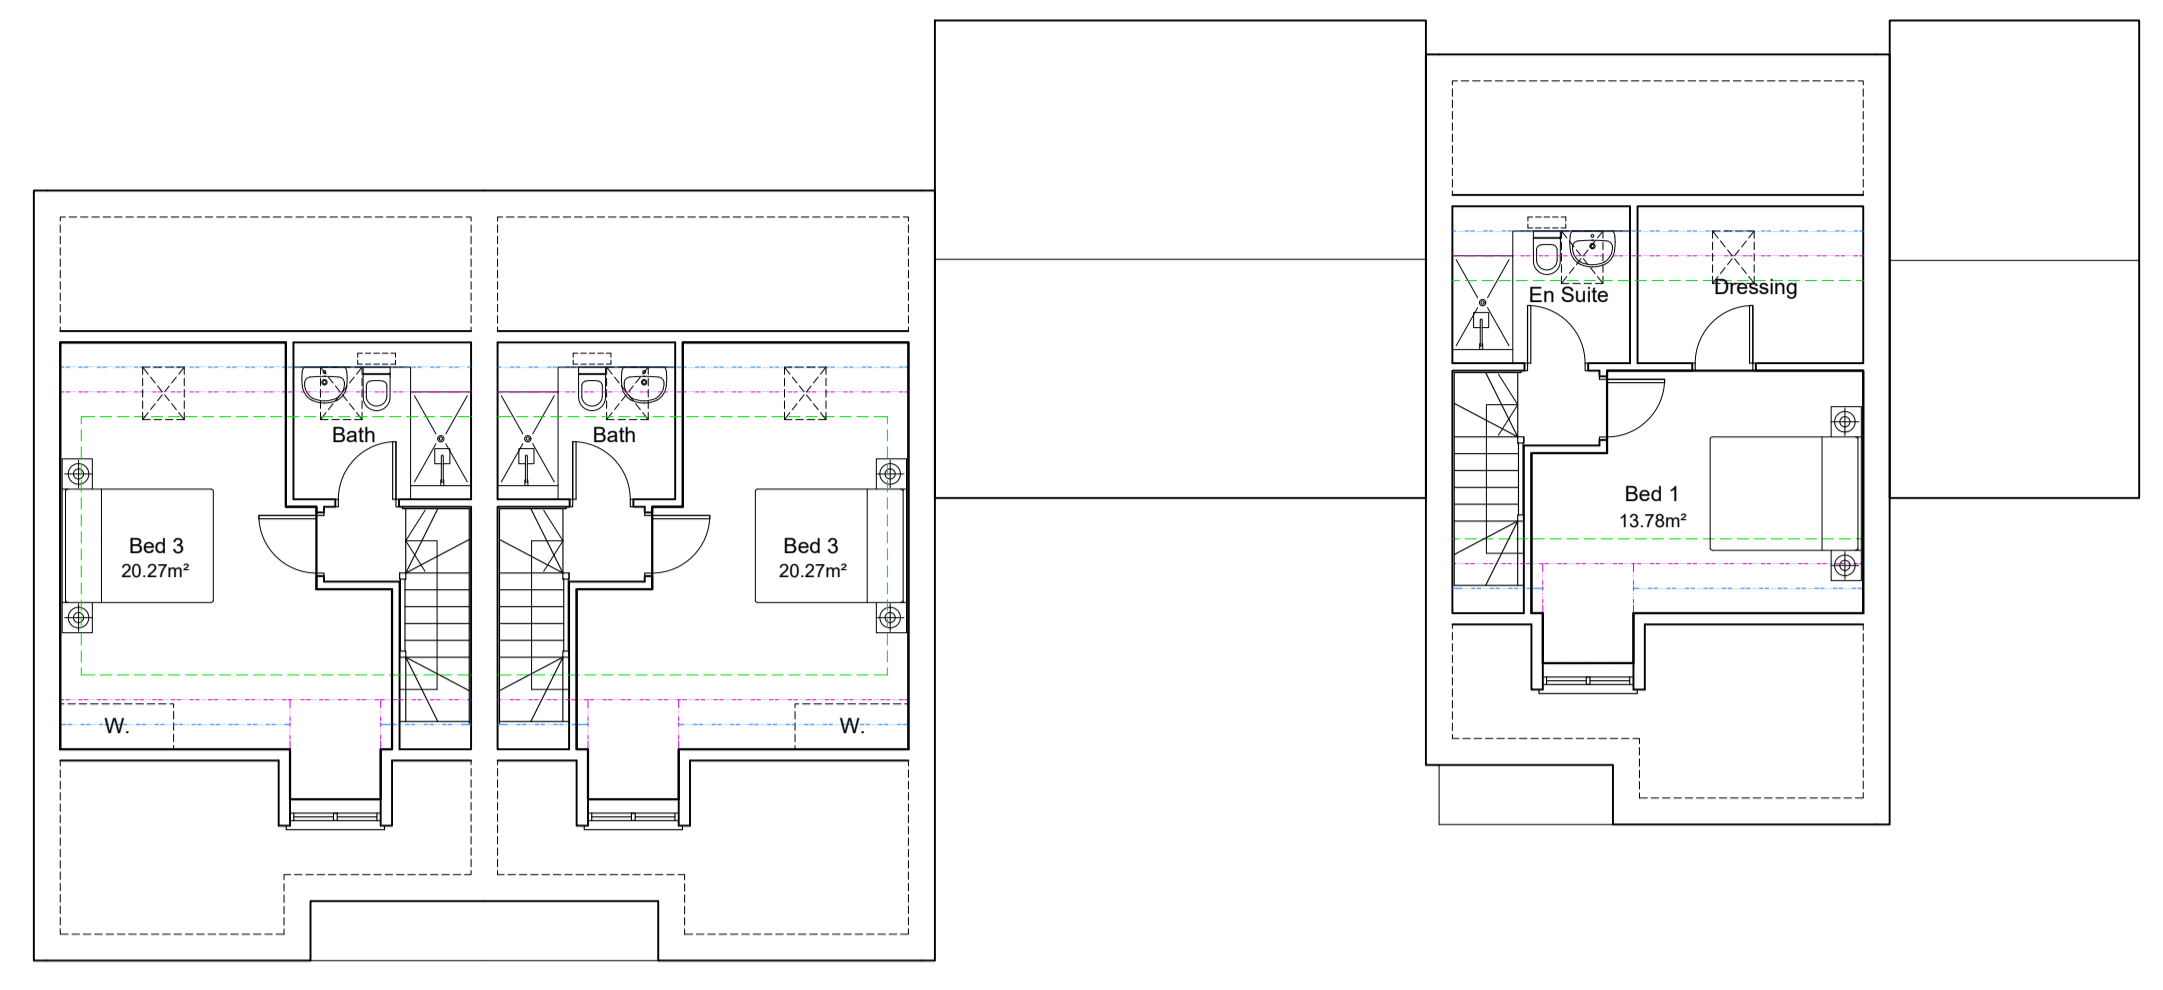 En Suite
Dressing
Bath
Bath
Bed 1
13.78m²
Bed 3
20.27m²
Bed 3
20.27m²
W.
W.